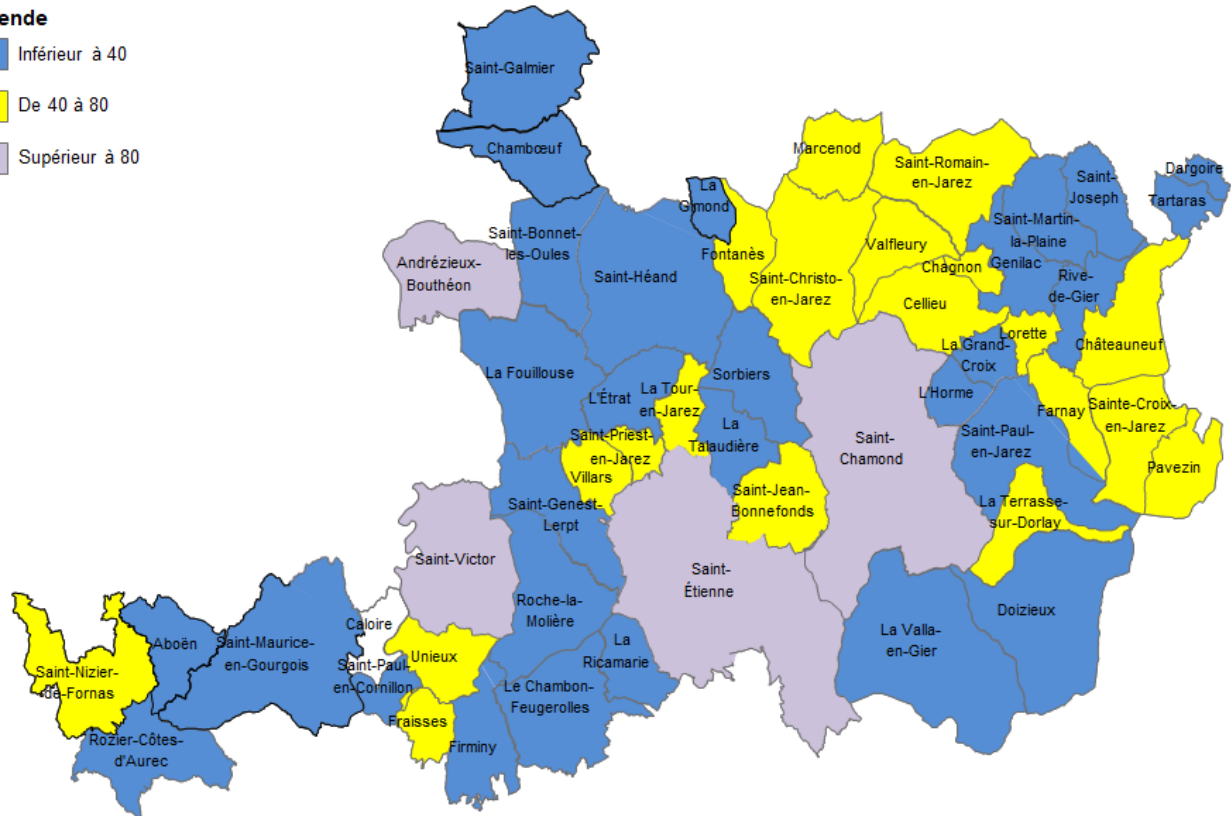 ende
Inférieur à 40
De 40 à 80
Supérieur à 80
Saint-Galmier
Chambœuf
Marcenod
Saint-Romain-
en-Jarez
Saint-
Joseph
Dargoire
Tartaras
La
Gimond
Saint-Martin-
la-Plaine
Saint-Bonnet-
les-Oules
Andrézieux-
Bouthéon
Saint-Héand
Fontanès
Valfleury
Genilac
Chagnon
Saint-Christo-
en-Jarez
Rive-
de-Gier
Cellieu
Lorette
La Grand-
Croix
Châteauneuf
La Fouillouse
Sorbiers
L'Étrat
La Tour-
en-Jarez
L'Horme
Farnay
Sainte-Croix-
en-Jarez
La
Talaudière
Saint-
Chamond
Saint-Paul-
en-Jarez
Saint-Priest-
en-Jarez
Villars
Pavezin
Saint-Jean-
Bonnefonds
Saint-Genest-
Lerpt
La Terrasse-
sur-Dorlay
Saint-Victor
Saint-
Étienne
Roche-la-
Molière
Doizieux
Caloire
La Valla-
en-Gier
Aboën
Saint-Maurice-
en-Gourgois
La
Ricamarie
Unieux
Saint-Paul-
en-Cornillon
Saint-Nizier-
de-Fornas
Le Chambon-
Feugerolles
Fraisses
Firminy
Rozier-Côtes-
d'Aurec